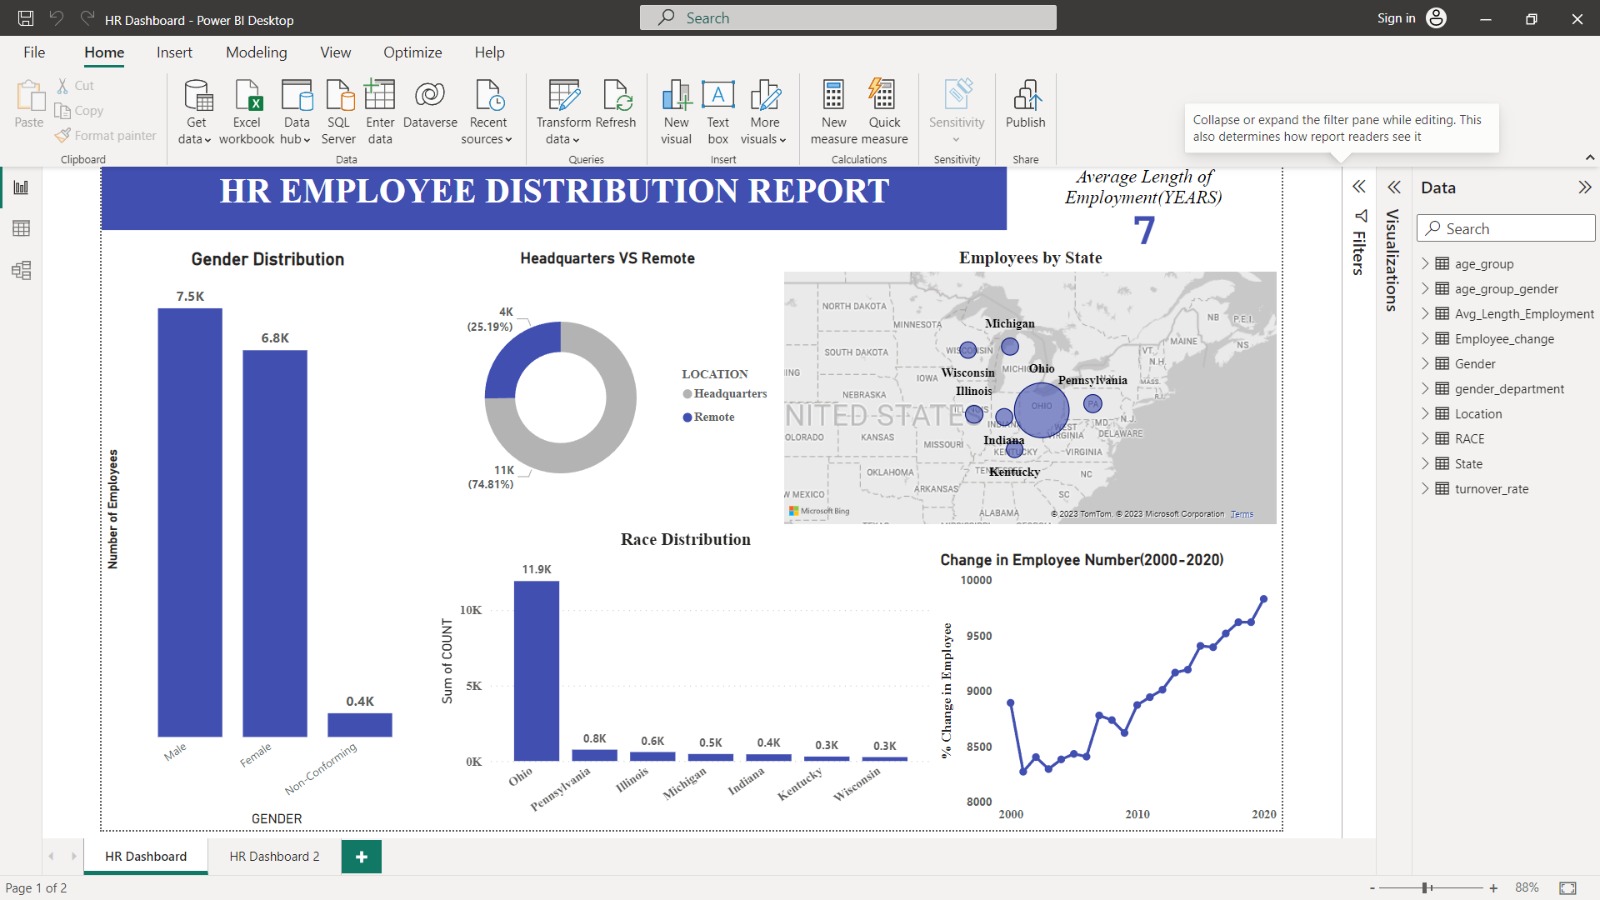 HR Dashboard - Power BI Desktop
Search
Sign in
File
Home
Insert
Modeling
View
Optimize
Help
Paste
Cut
Copy
Format painter
Clipboard
Get data
Excel workbook
Data hub
SQL Server
Enter data
Dataverse
Recent sources
Data
Transform data
Refresh
Queries
New visual
Text box
More visuals
Insert
New measure
Quick measure
Calculations
Sensitivity
Sensitivity
Publish
Share
Collapse or expand the filter pane while editing. This
also determines how report readers see it
HR EMPLOYEE DISTRIBUTION REPORT
Average Length of
Employment(YEARS)
7
Gender Distribution
7.5K
6.8K
0.4K
Number of Employees
Male
Female
Non-Conforming
GENDER
Headquarters VS Remote
4K
(25.19%)
11K
(74.81%)
LOCATION
Headquarters
Remote
Employees by State
NORTH DAKOTA
MINNESOTA
Michigan
NB
P.E.I.
SOUTH DAKOTA
WISCONSIN
MAINE
NS
VT.
N.H.
ING
IOWA
Wisconsin
MICHI
Ohio
Pennsylvania
MASS.
NEBRASKA
Illinois
OHIO
PA
R.I.
NITED STATES
ILLINOIS
INDIANA
MD.
N.J.
OLORADO
KANSAS
MISSOURI
Indiana
WEST
VIRGINIA
DELAWARE
KENTUCKY
VIRGINIA
OKLAHOMA
TENNESSEE
Kentucky
NC
W MEXICO
ARKANSAS
SC
Microsoft Bing
ALABAMA
© 2023 TomTom, © 2023 Microsoft Corporation
Terms
Race Distribution
11.9K
0.8K
0.6K
0.5K
0.4K
0.3K
0.3K
10K
5K
0K
Sum of COUNT
Ohio
Pennsylvania
Illinois
Michigan
Indiana
Kentucky
Wisconsin
Change in Employee Number(2000-2020)
10000
9500
9000
8500
8000
% Change in Employee
2000
2010
2020
Filters
Visualizations
Data
Search
age_group
age_group_gender
Avg_Length_Employment
Employee_change
Gender
gender_department
Location
RACE
State
turnover_rate
HR Dashboard
HR Dashboard 2
Page 1 of 2
88%